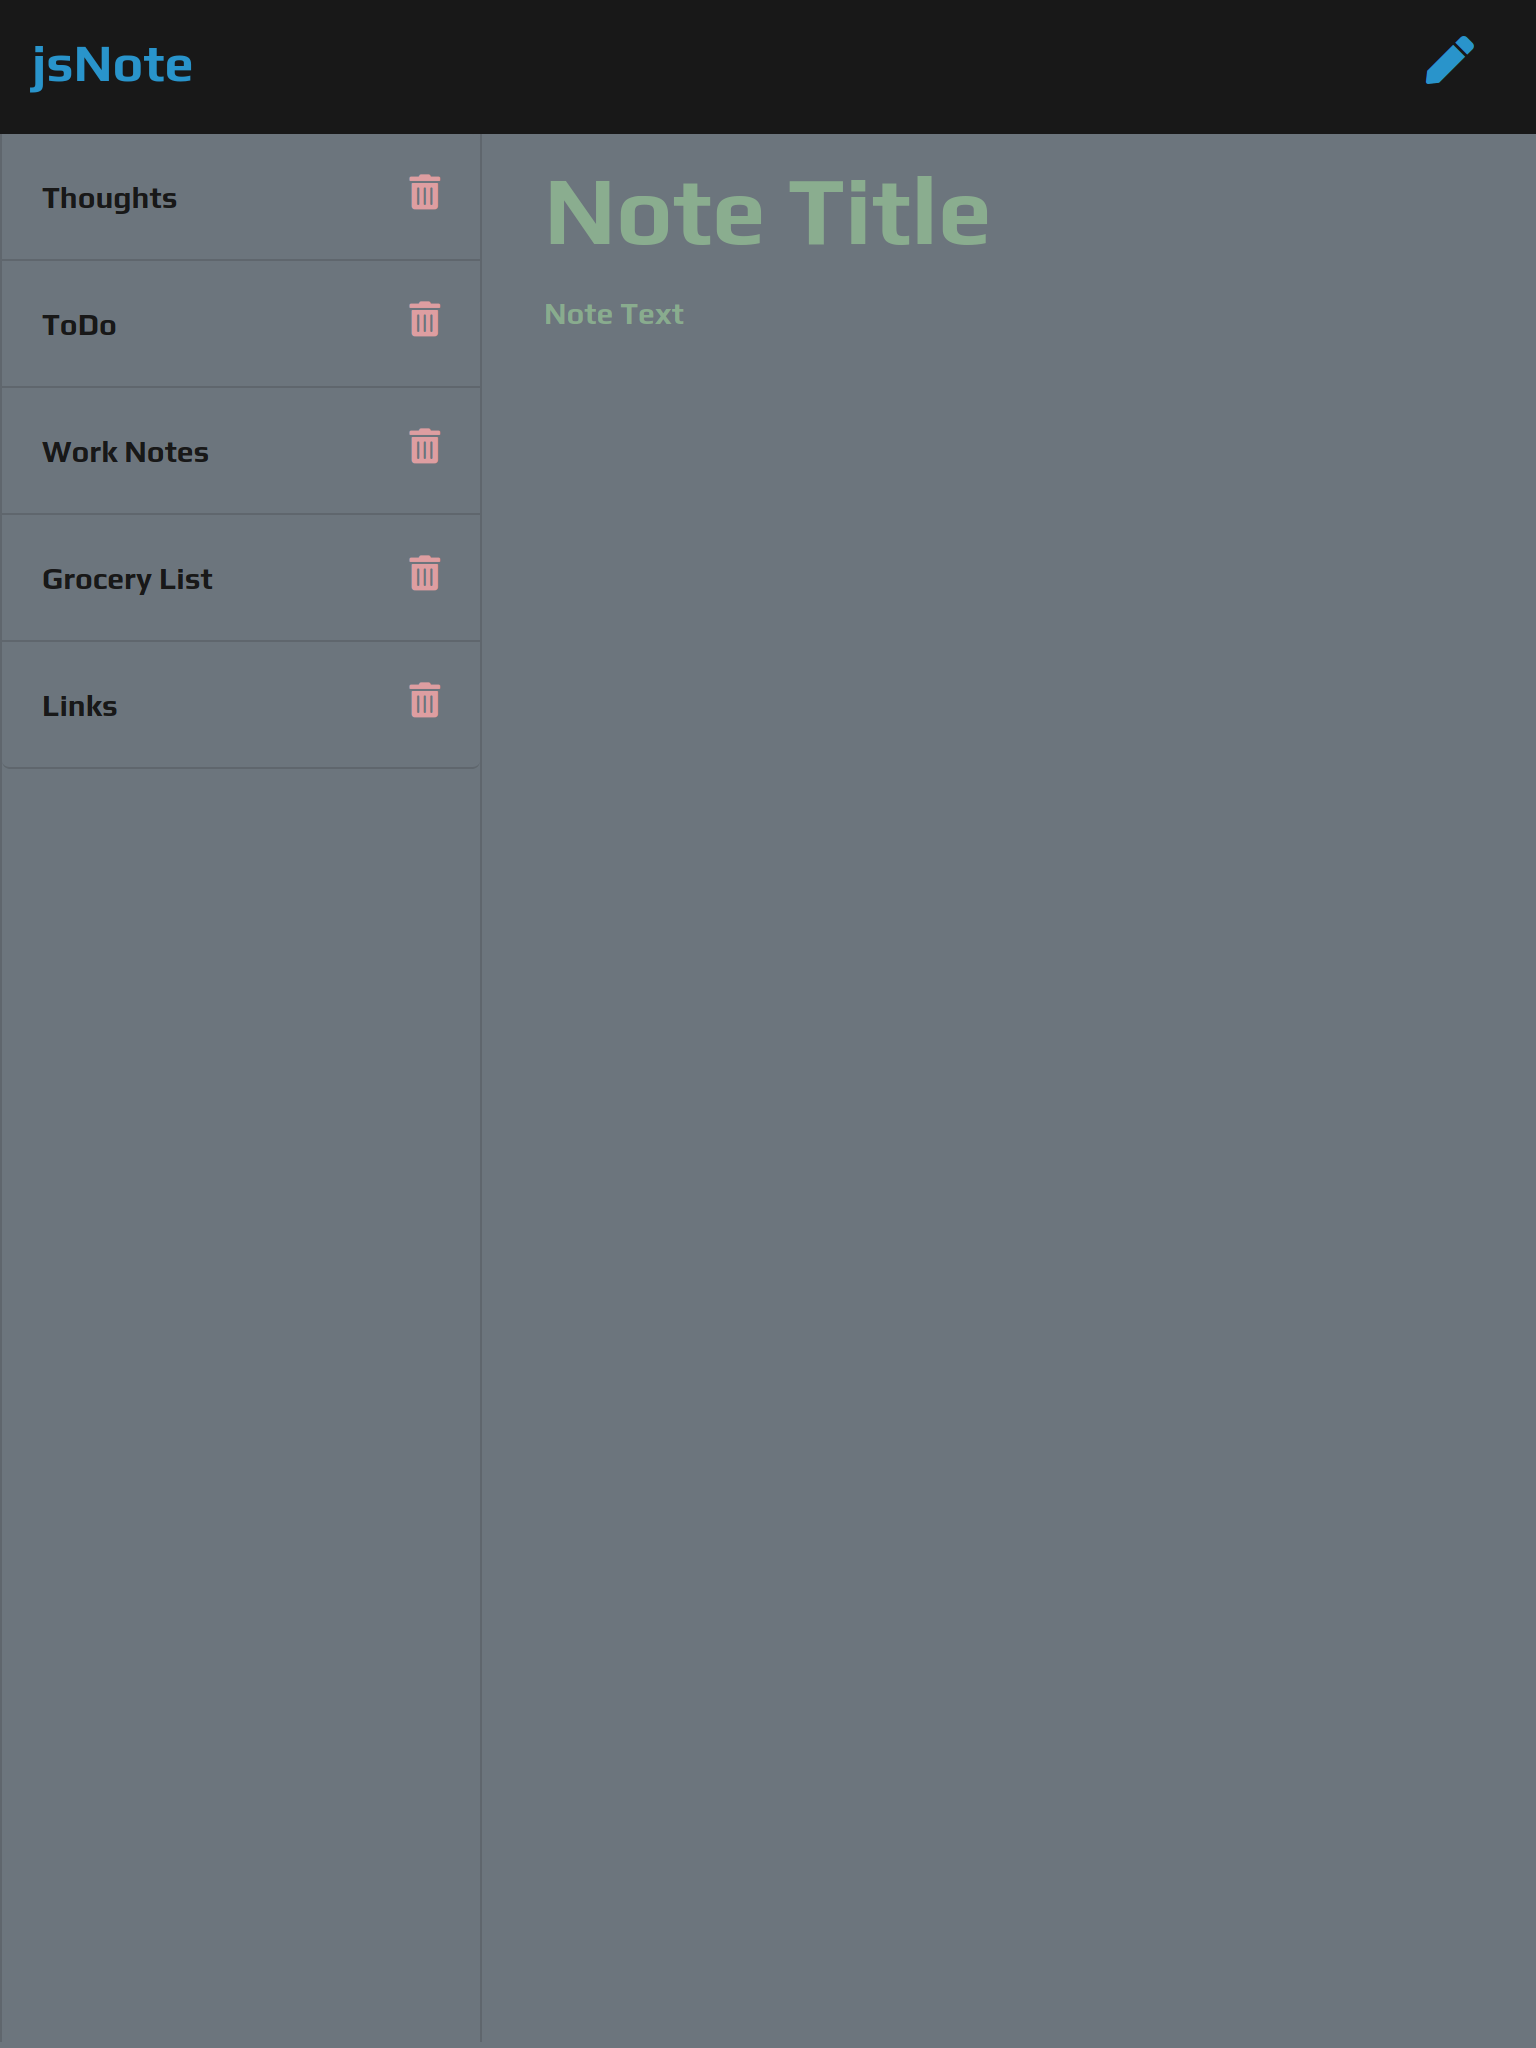 jsNote
Thoughts
ToDo
Work Notes
Grocery List
Links
Note Title
Note Text